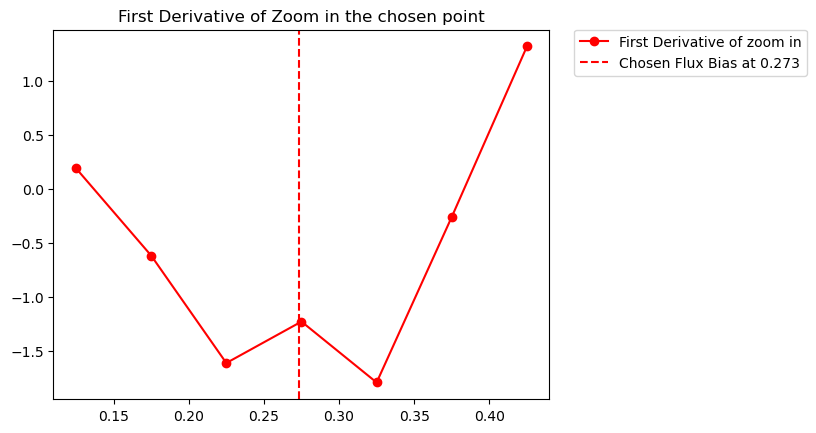 First Derivative of Zoom in the chosen point
First Derivative of zoom in
Chosen Flux Bias at 0.273
1.0
0.5
0.0
−0.5
−1.0
−1.5
0.15 0.20 0.25 0.30 0.35 0.40